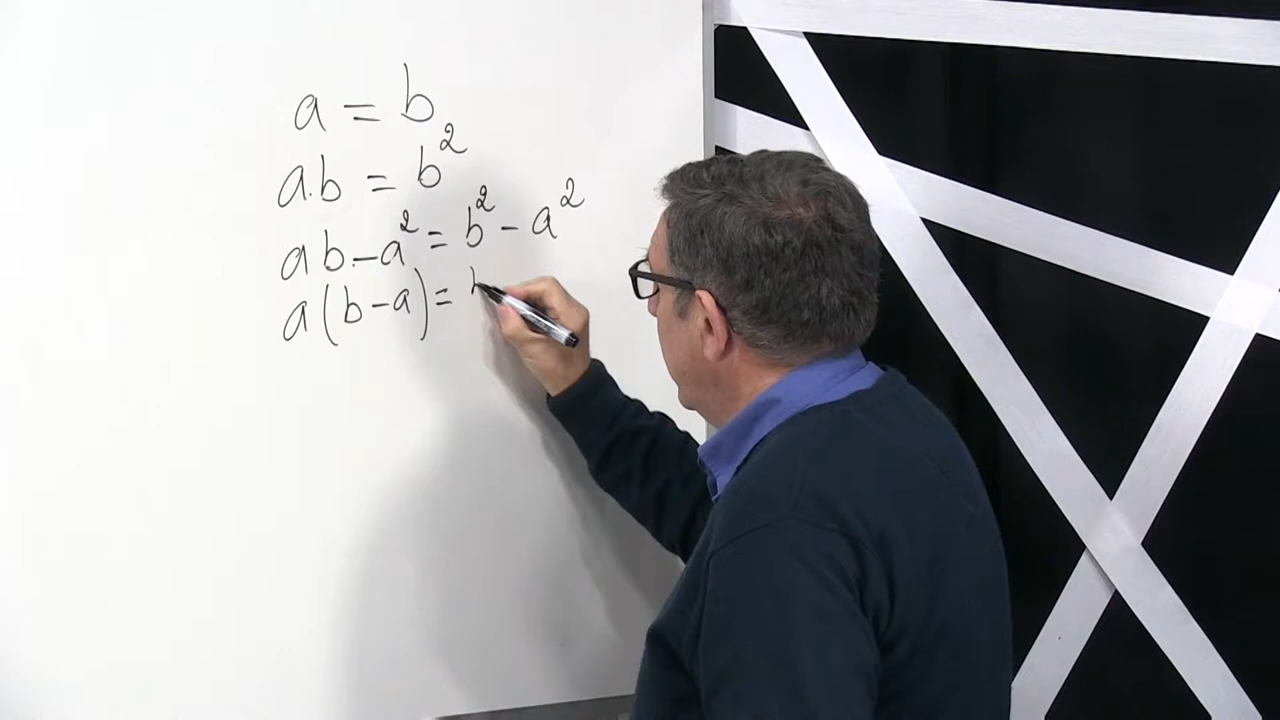 a = b
a.b = b²
ab-a² = b²-a²
a(b-a) = b